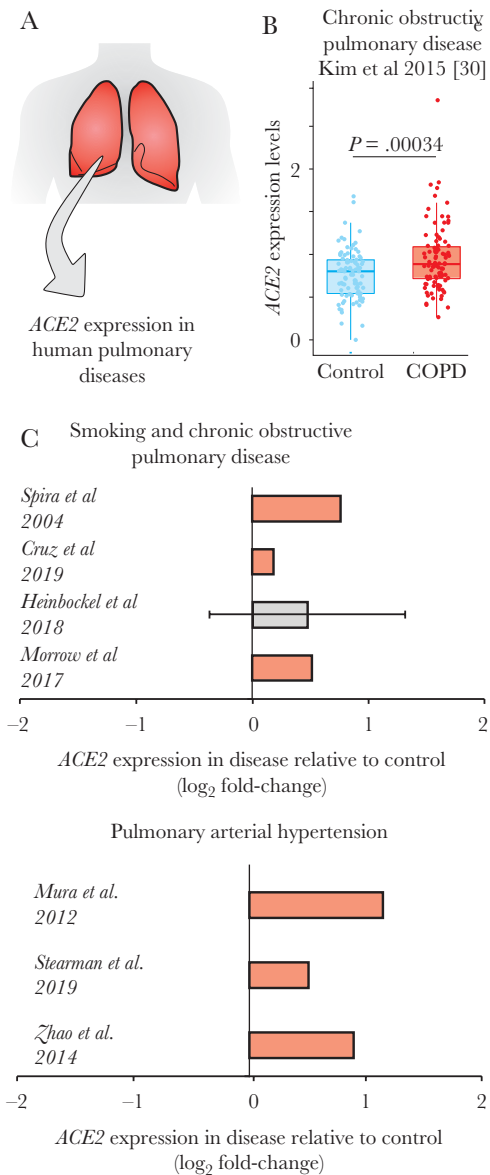 A
ACE2 expression in
human pulmonary
diseases
B
Chronic obstructiv
c
pulmonary disease
Kim et al 2015 [30]
P = .00034
ACE2 expression levels
2
0
Control
COPD
C
Smoking and chronic obstructive
pulmonary disease
Spira et al
2004
Cruz et al
2019
Heinbockel et al
2018
Morrow et al
2017
−2
−1
0
1
2
ACE2 expression in disease relative to control
(log₂ fold-change)
Pulmonary arterial hypertension
Mura et al.
2012
Stearman et al.
2019
Zhao et al.
2014
−2
−1
0
1
2
ACE2 expression in disease relative to control
(log₂ fold-change)